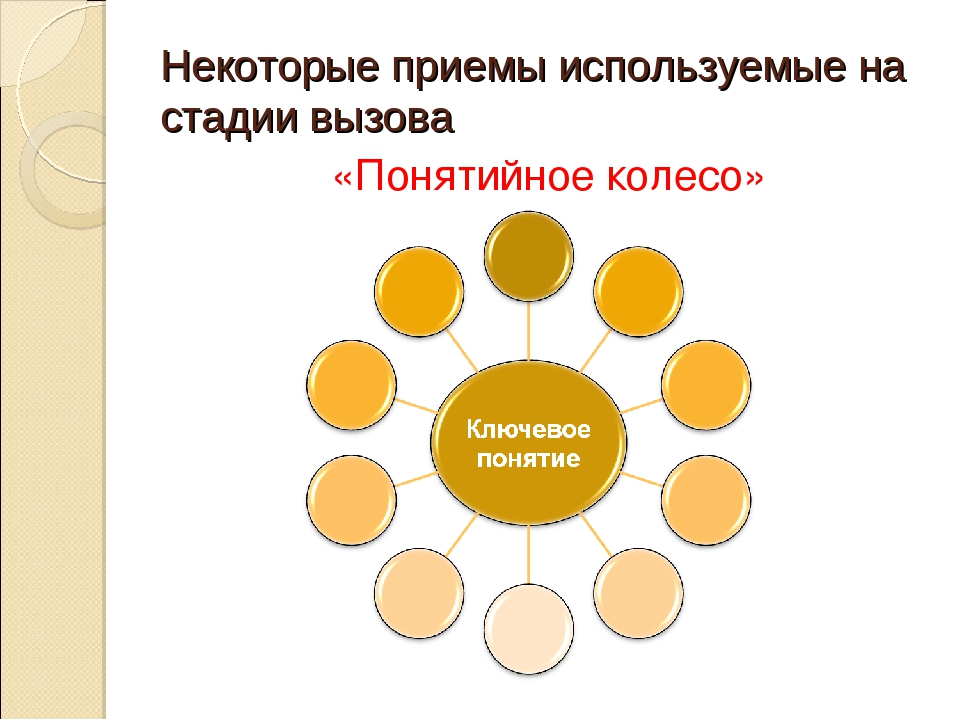 Некоторые приемы используемые на
стадии вызова
«Понятийное колесо»
Ключевое
понятие